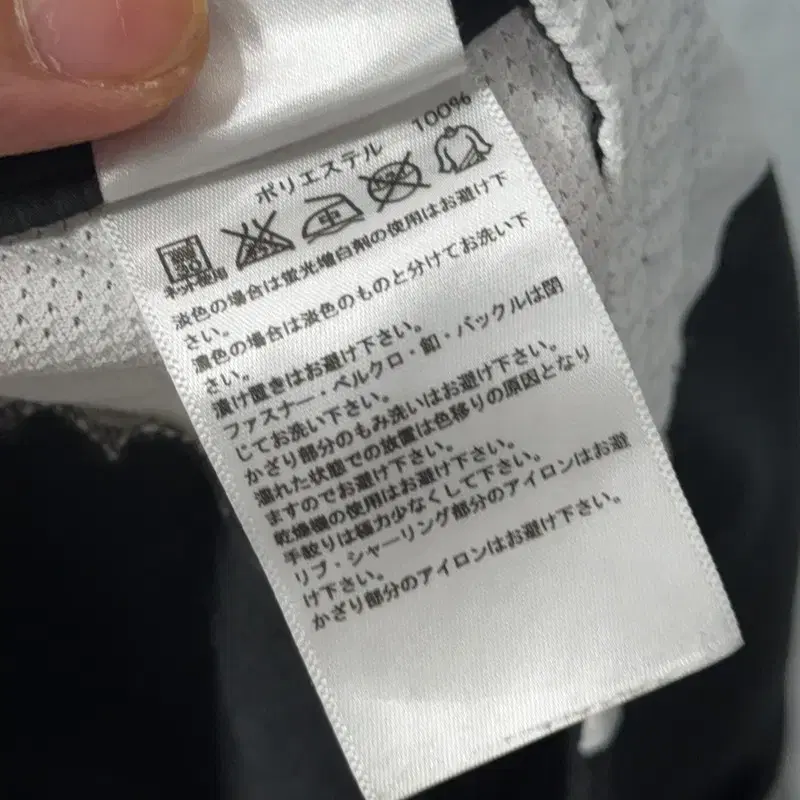 ポリエステル 100%
ネット使用
淡色の場合は蛍光増白剤の使用はお避け下
さい。
濃色の場合は淡色のものと分けてお洗い下
さい。
漬け置きはお避け下さい。
ファスナー・ベルクロ・釦・バックルは閉
じてお洗い下さい。
かざり部分のもみ洗いはお避け下さい。
濡れた状態での放置は色移りの原因となり
ますのでお避け下さい。
乾燥機の使用はお避け下さい。
手絞りは極力少なくして下さい。
リブ・シャーリング部分のアイロンはお避
け下さい。
かざり部分のアイロンはお避け下さい。